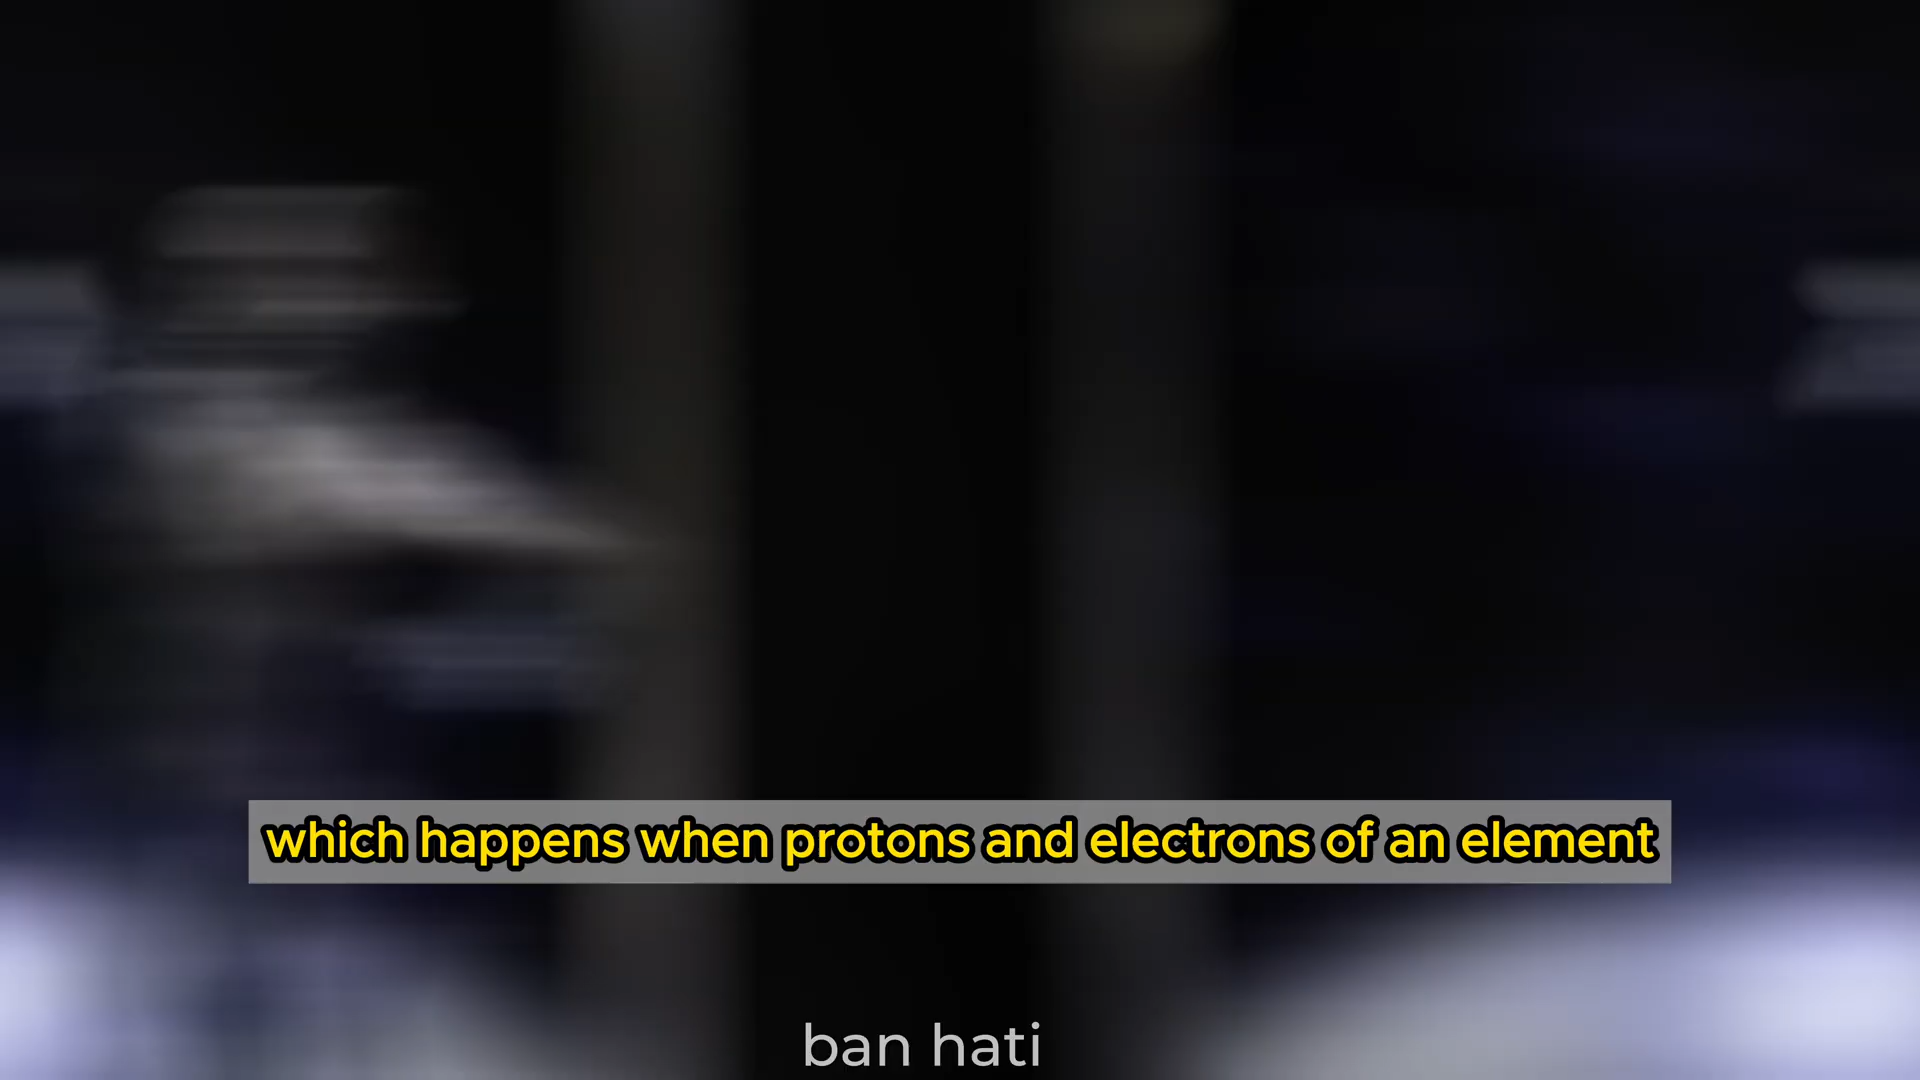 which happens when protons and electrons of an element
ban hati